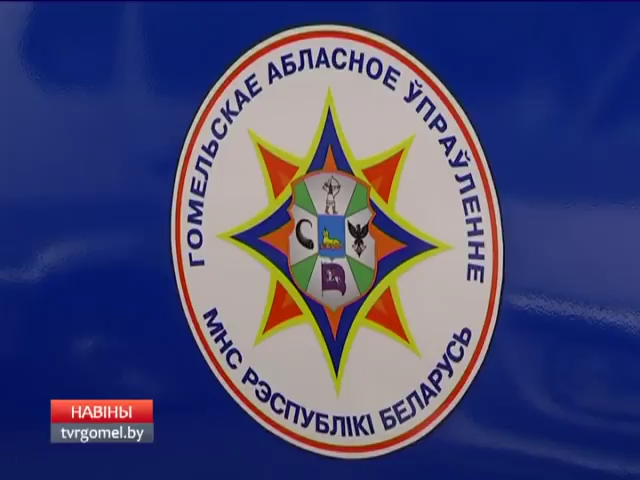 ГОМЕЛЬСКАЕ АБЛАСНОЕ ЎПРАЎЛЕННЕ
МНС РЭСПУБЛІКІ БЕЛАРУСЬ
НАВІНЫ
tvrgomel.by